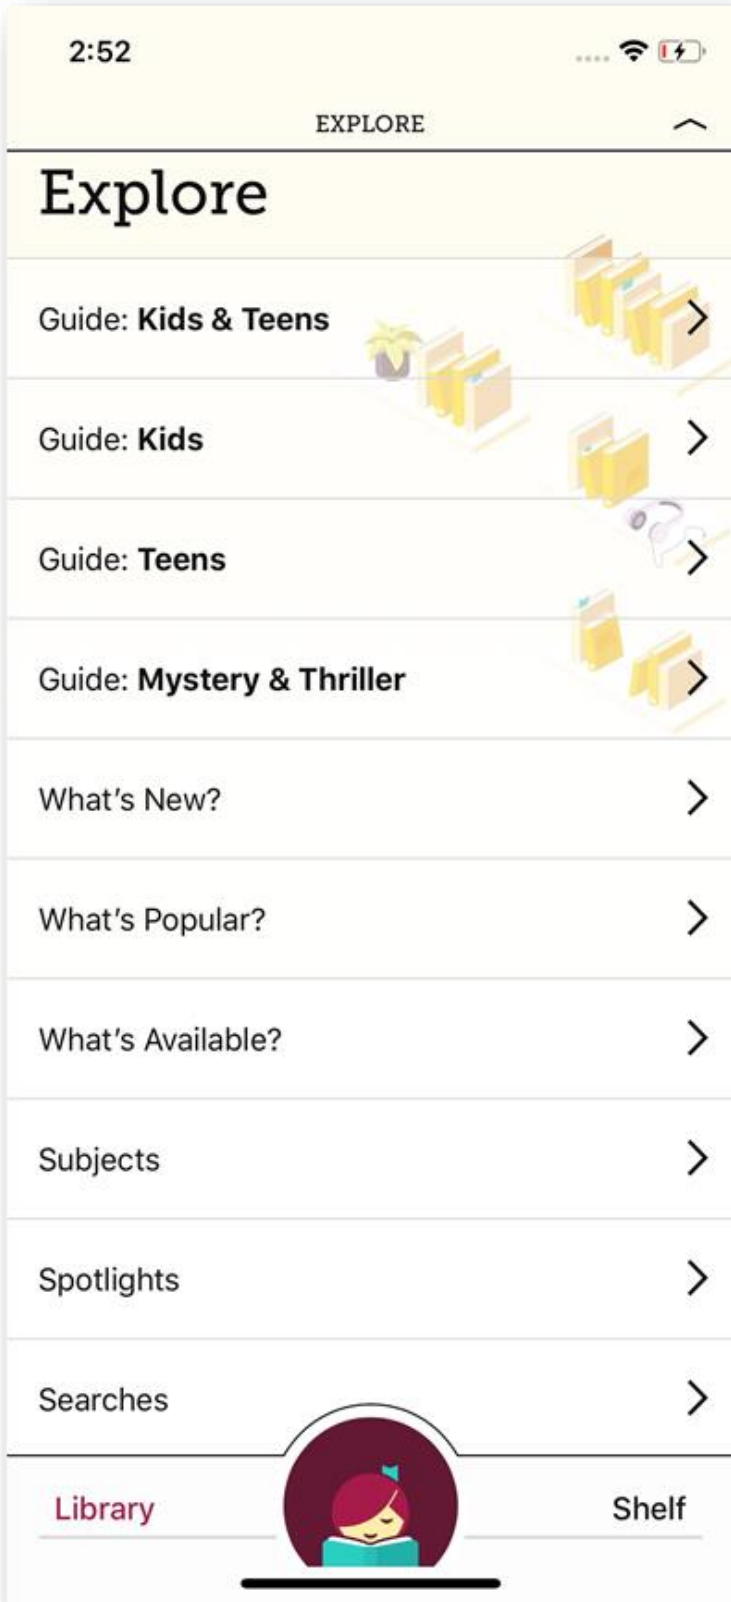 2:52
EXPLORE
Explore
Guide: Kids & Teens
Guide: Kids
Guide: Teens
Guide: Mystery & Thriller
What's New?
What's Popular?
What's Available?
Subjects
Spotlights
Searches
Library
Shelf